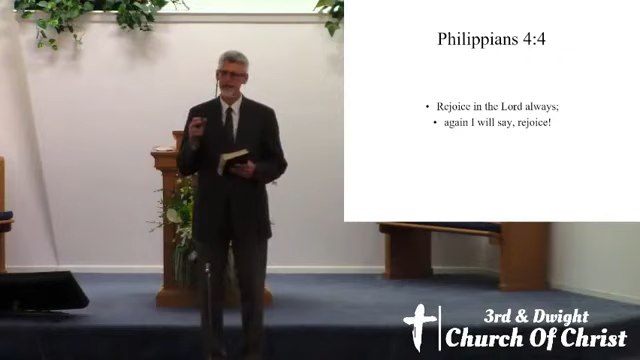 Philippians 4:4
• Rejoice in the Lord always;
• again I will say, rejoice!
3rd & Dwight
Church Of Christ